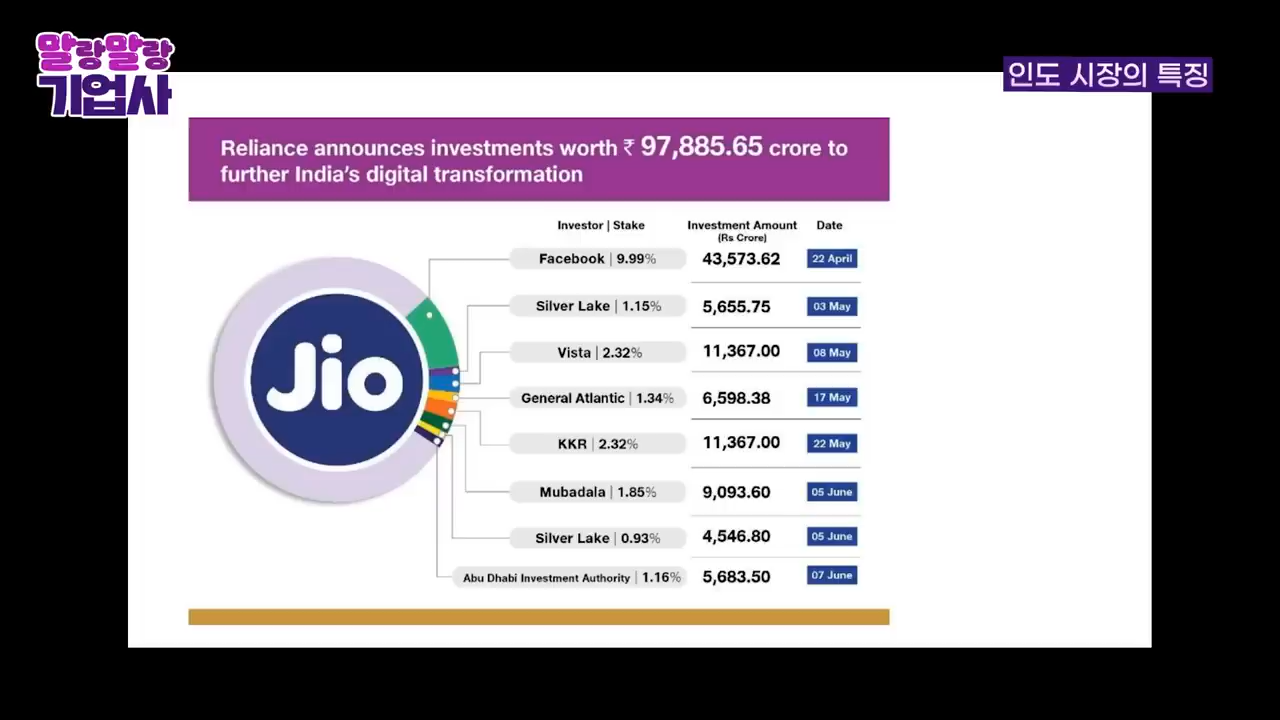 말랑말랑
기업사
인도 시장의 특징
Reliance announces investments worth ₹ 97,885.65 crore to
further India's digital transformation
Investor | Stake Investment Amount Date
(Rs Crore)
Facebook | 9.99% 43,573.62 22 April
Silver Lake | 1.15% 5,655.75 03 May
Vista | 2.32% 11,367.00 08 May
General Atlantic | 1.34% 6,598.38 17 May
Jio
KKR | 2.32% 11,367.00 22 May
Mubadala | 1.85% 9,093.60 05 June
Silver Lake | 0.93% 4,546.80 05 June
Abu Dhabi Investment Authority | 1.16% 5,683.50 07 June